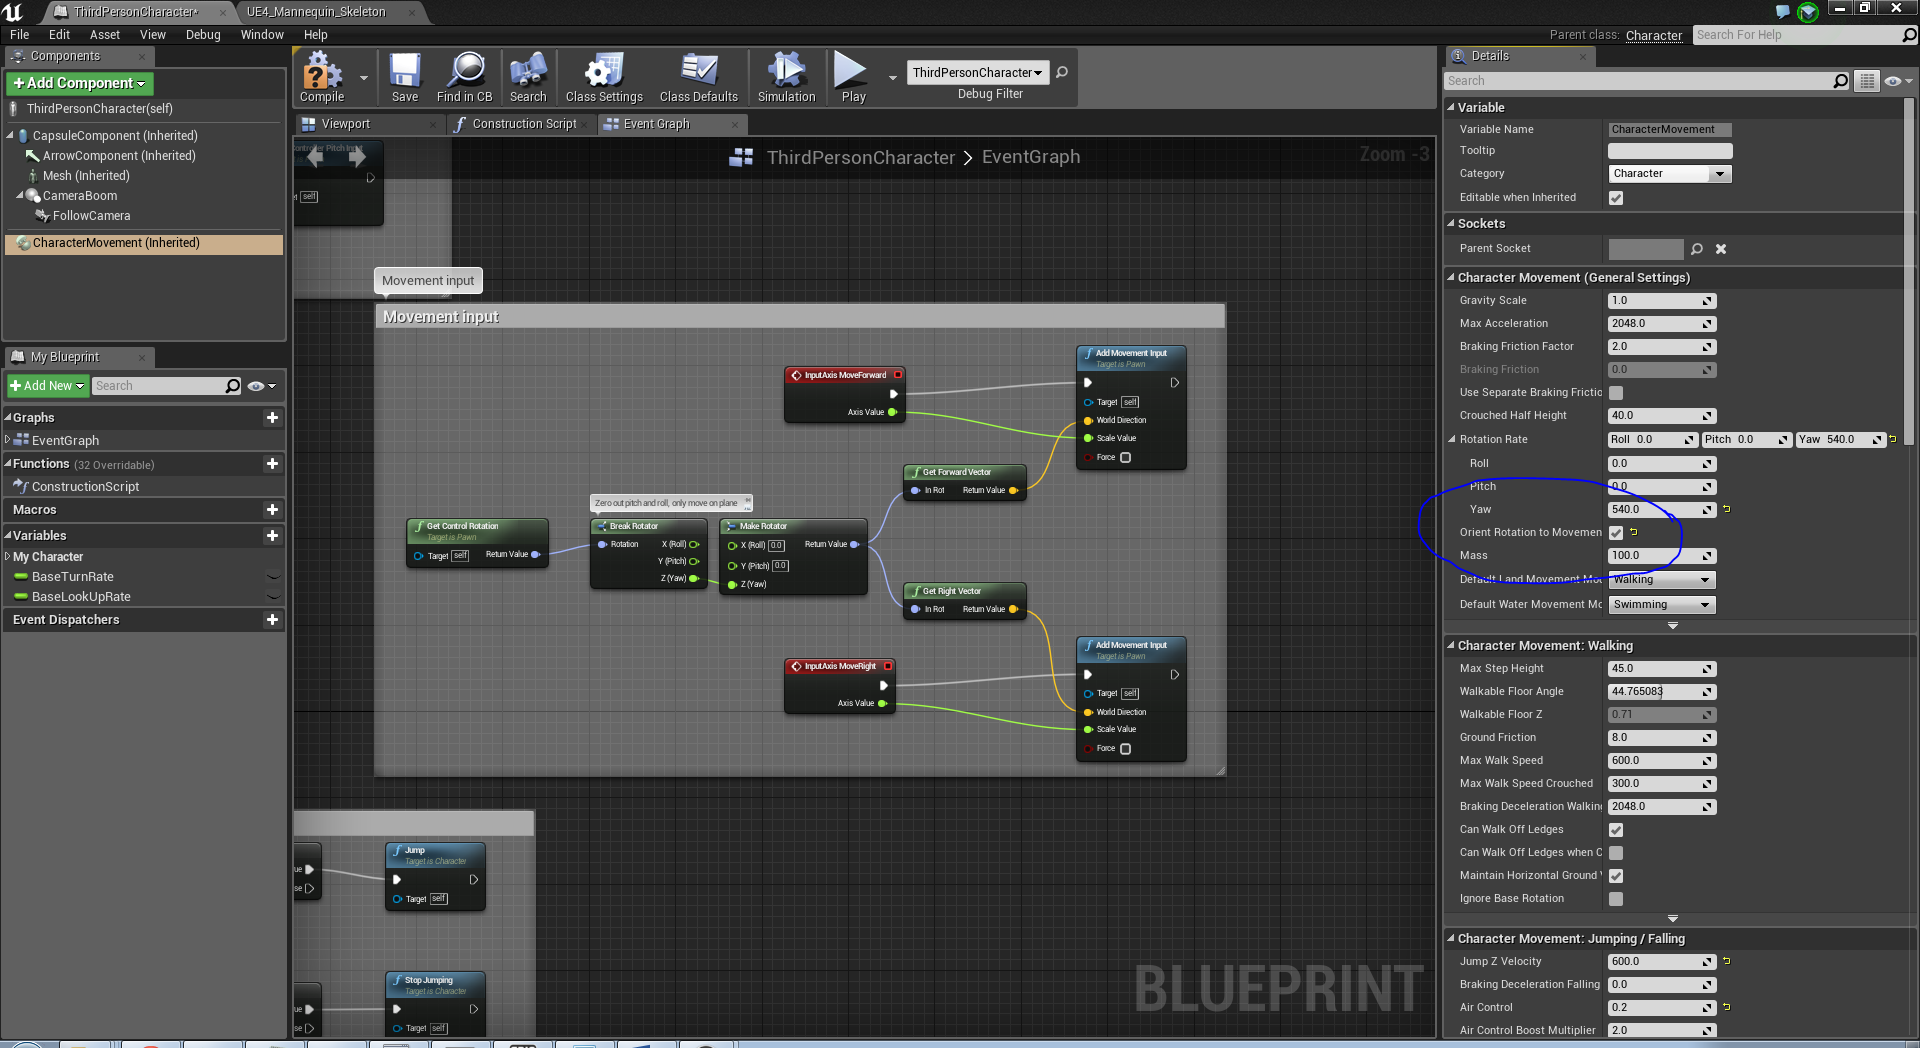 ThirdPersonCharacter*
UE4_Mannequin_Skeleton
File Edit Asset View Debug Window Help
Parent class: Character
Search For Help
Components
+ Add Component
ThirdPersonCharacter(self)
CapsuleComponent (Inherited)
ArrowComponent (Inherited)
Mesh (Inherited)
CameraBoom
FollowCamera
CharacterMovement (Inherited)
My Blueprint
+ Add New
Search
Graphs
EventGraph
Functions (32 Overridable)
ConstructionScript
Macros
Variables
My Character
BaseTurnRate
BaseLookUpRate
Event Dispatchers
Compile
Save
Find in CB
Search
Class Settings
Class Defaults
Simulation
Play
ThirdPersonCharacter
Debug Filter
Viewport
Construction Script
Event Graph
ThirdPersonCharacter > EventGraph
Zoom -3
ontroller Pitch Input
self
Movement input
Movement input
InputAxis MoveForward
Axis Value
Add Movement Input
Target is Pawn
Target self
World Direction
Scale Value
Force
Get Forward Vector
In Rot Return Value
Zero out pitch and roll, only move on plane
Get Control Rotation
Target is Pawn
Target self Return Value
Break Rotator
Rotation X (Roll)
Y (Pitch)
Z (Yaw)
Make Rotator
X (Roll) 0.0 Return Value
Y (Pitch) 0.0
Z (Yaw)
Get Right Vector
In Rot Return Value
InputAxis MoveRight
Axis Value
Add Movement Input
Target is Pawn
Target self
World Direction
Scale Value
Force
Jump
Target is Character
Target self
ue
se
Stop Jumping
Target is Character
Target self
ue
se
BLUEPRINT
Details
Search
Variable
Variable Name CharacterMovement
Tooltip
Category Character
Editable when Inherited
Sockets
Parent Socket
Character Movement (General Settings)
Gravity Scale 1.0
Max Acceleration 2048.0
Braking Friction Factor 2.0
Braking Friction 0.0
Use Separate Braking Frictio
Crouched Half Height 40.0
Rotation Rate Roll 0.0 Pitch 0.0 Yaw 540.0
Roll 0.0
Pitch 0.0
Yaw 540.0
Orient Rotation to Movemen
Mass 100.0
Default Land Movement Mo Walking
Default Water Movement Mc Swimming
Character Movement: Walking
Max Step Height 45.0
Walkable Floor Angle 44.765083
Walkable Floor Z 0.71
Ground Friction 8.0
Max Walk Speed 600.0
Max Walk Speed Crouched 300.0
Braking Deceleration Walkin 2048.0
Can Walk Off Ledges
Can Walk Off Ledges when C
Maintain Horizontal Ground V
Ignore Base Rotation
Character Movement: Jumping / Falling
Jump Z Velocity 600.0
Braking Deceleration Falling 0.0
Air Control 0.2
Air Control Boost Multiplier 2.0